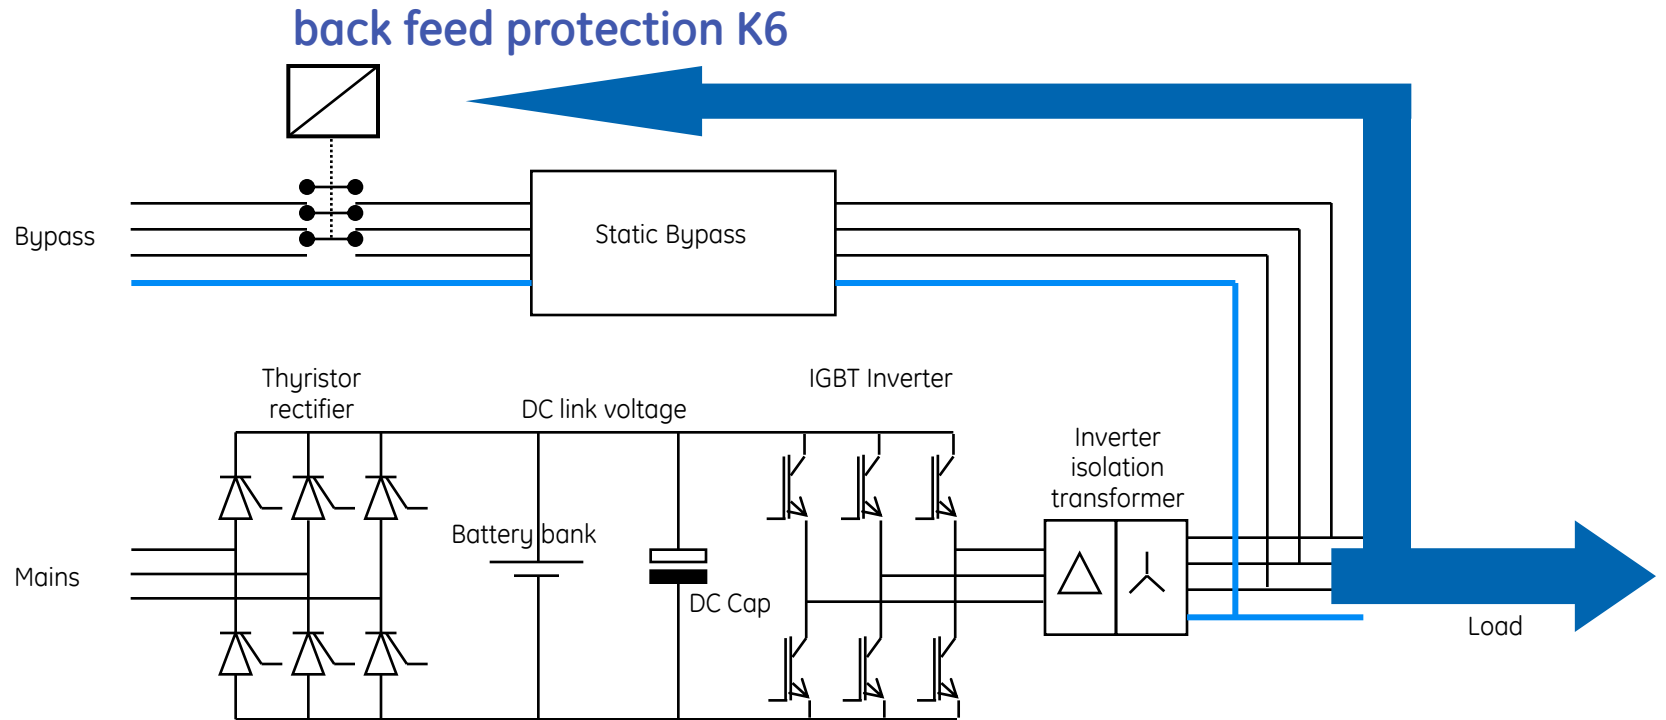 back feed protection K6
Bypass
Static Bypass
Thyristor
rectifier
DC link voltage
IGBT Inverter
Inverter
isolation
transformer
Battery bank
Mains
DC Cap
Load